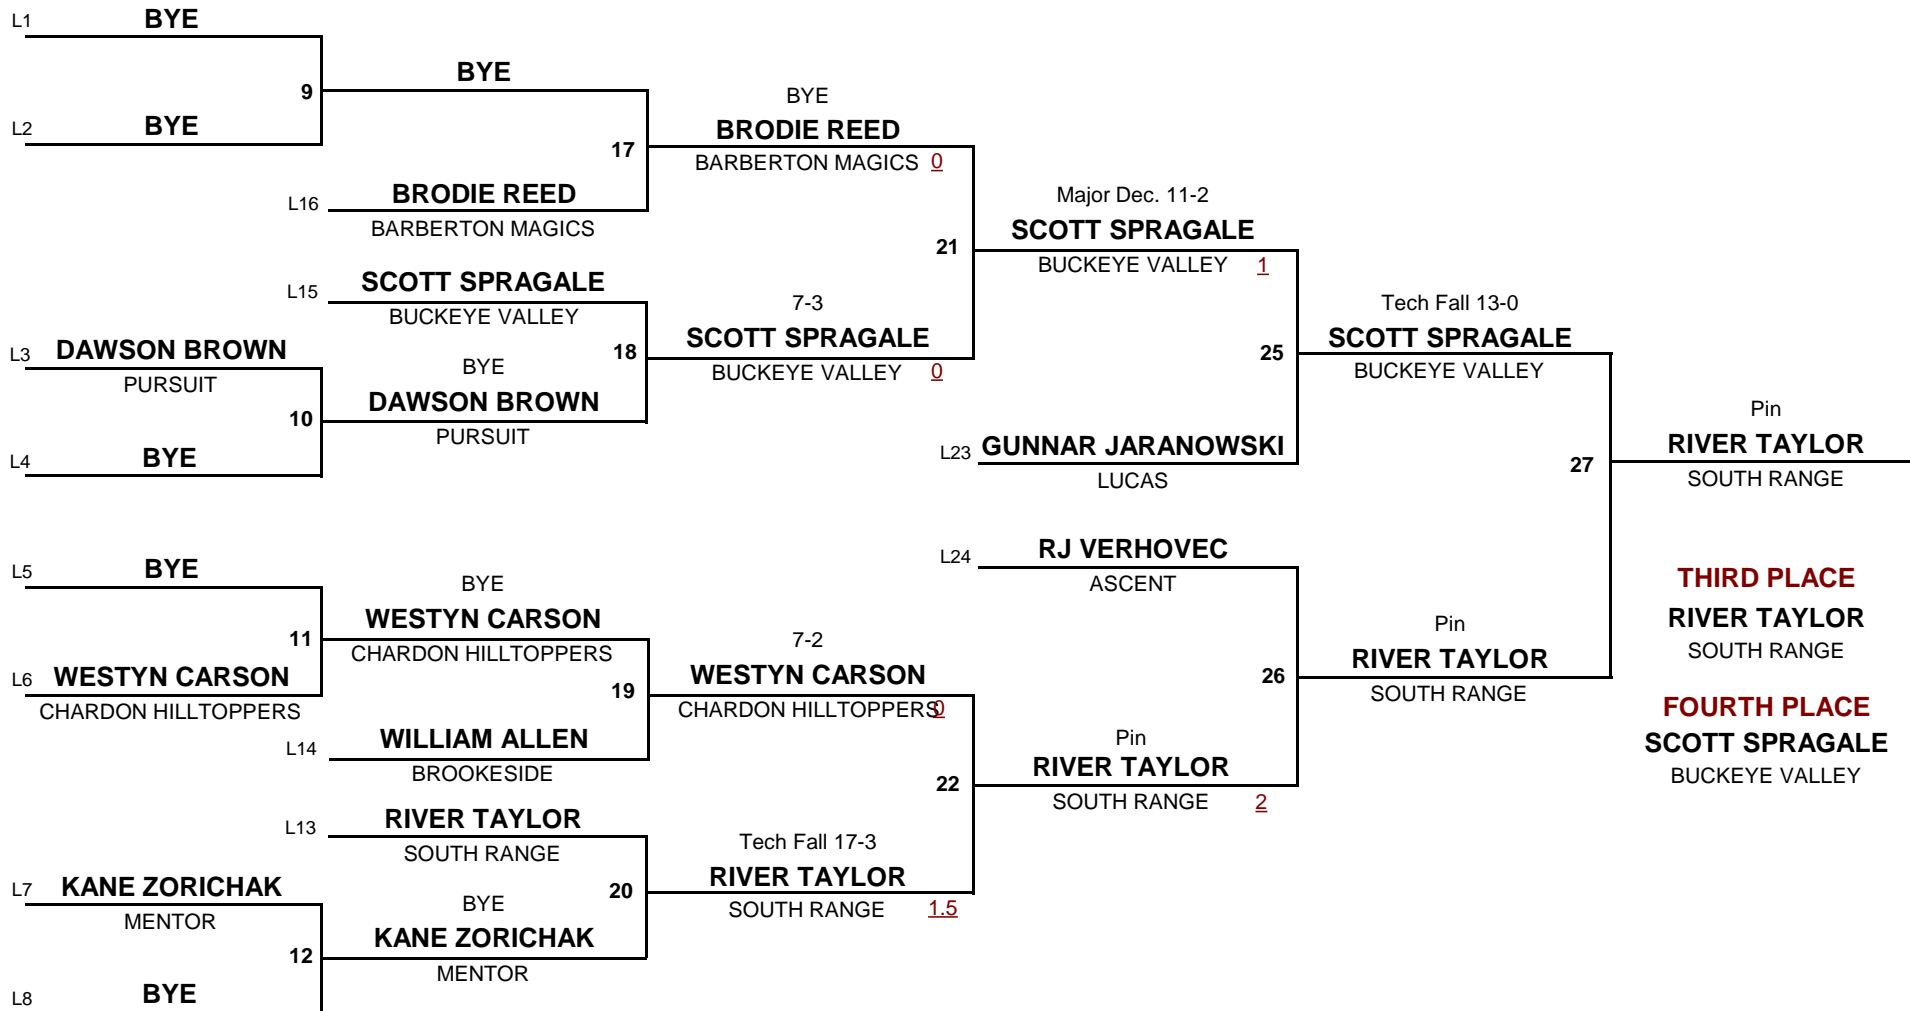 L1 BYE
9
BYE
L2 BYE
BYE
17
BRODIE REED
BARBERTON MAGICS 0
L16 BRODIE REED
BARBERTON MAGICS
21
Major Dec. 11-2
SCOTT SPRAGALE
BUCKEYE VALLEY 1
L15 SCOTT SPRAGALE
BUCKEYE VALLEY
18
7-3
SCOTT SPRAGALE
BUCKEYE VALLEY 0
L3 DAWSON BROWN
PURSUIT
10
BYE
DAWSON BROWN
PURSUIT
L4 BYE
25
Tech Fall 13-0
SCOTT SPRAGALE
BUCKEYE VALLEY
L23 GUNNAR JARANOWSKI
LUCAS
27
Pin
RIVER TAYLOR
SOUTH RANGE
L5 BYE
11
BYE
WESTYN CARSON
CHARDON HILLTOPPERS
L6 WESTYN CARSON
CHARDON HILLTOPPERS
19
7-2
WESTYN CARSON
CHARDON HILLTOPPERS 0
L14 WILLIAM ALLEN
BROOKESIDE
L24 RJ VERHOVEC
ASCENT
26
Pin
RIVER TAYLOR
SOUTH RANGE
22
Pin
RIVER TAYLOR
SOUTH RANGE 2
L13 RIVER TAYLOR
SOUTH RANGE
20
Tech Fall 17-3
RIVER TAYLOR
SOUTH RANGE 1.5
L7 KANE ZORICHAK
MENTOR
12
BYE
KANE ZORICHAK
MENTOR
L8 BYE
THIRD PLACE
RIVER TAYLOR
SOUTH RANGE
FOURTH PLACE
SCOTT SPRAGALE
BUCKEYE VALLEY